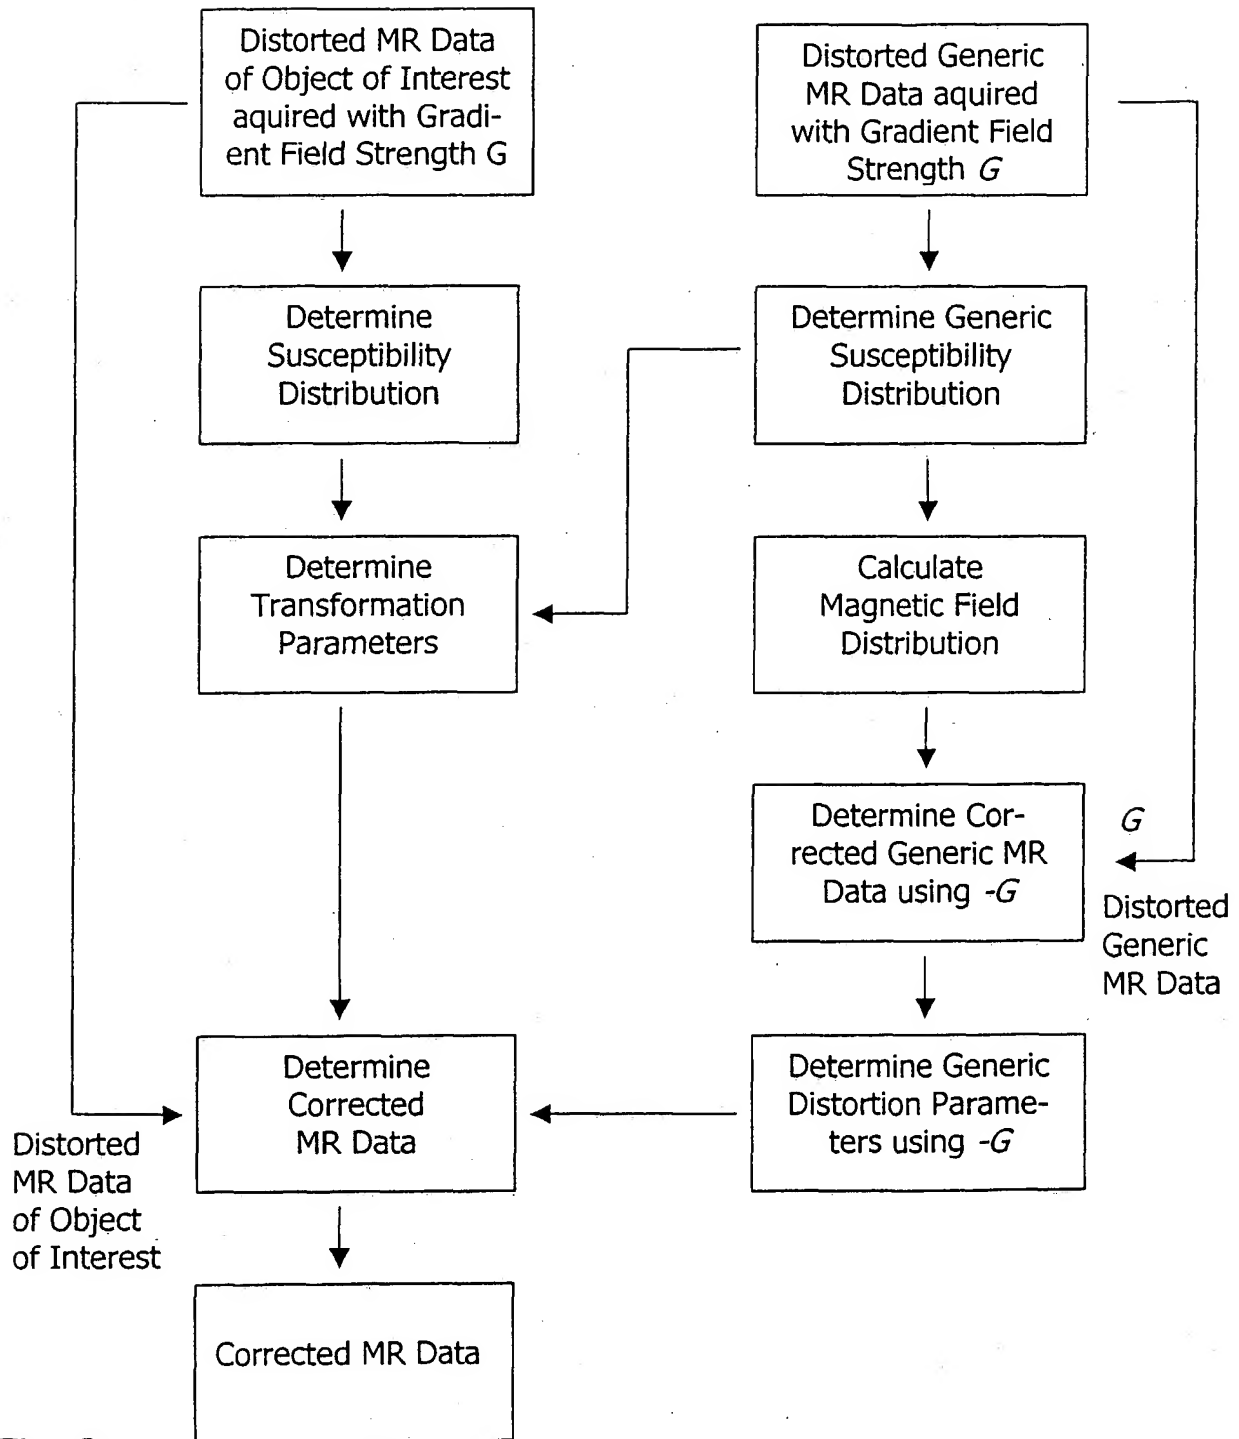 Distorted MR Data
of Object of Interest
aquired with Gradi-
ent Field Strength G
Distorted Generic
MR Data aquired
with Gradient Field
Strength G
Determine
Susceptibility
Distribution
Determine Generic
Susceptibility
Distribution
Determine
Transformation
Parameters
Calculate
Magnetic Field
Distribution
Determine Cor-
rected Generic MR
Data using -G
G
Distorted
Generic
MR Data
Determine
Corrected
MR Data
Determine Generic
Distortion Parame-
ters using -G
Distorted
MR Data
of Object
of Interest
Corrected MR Data